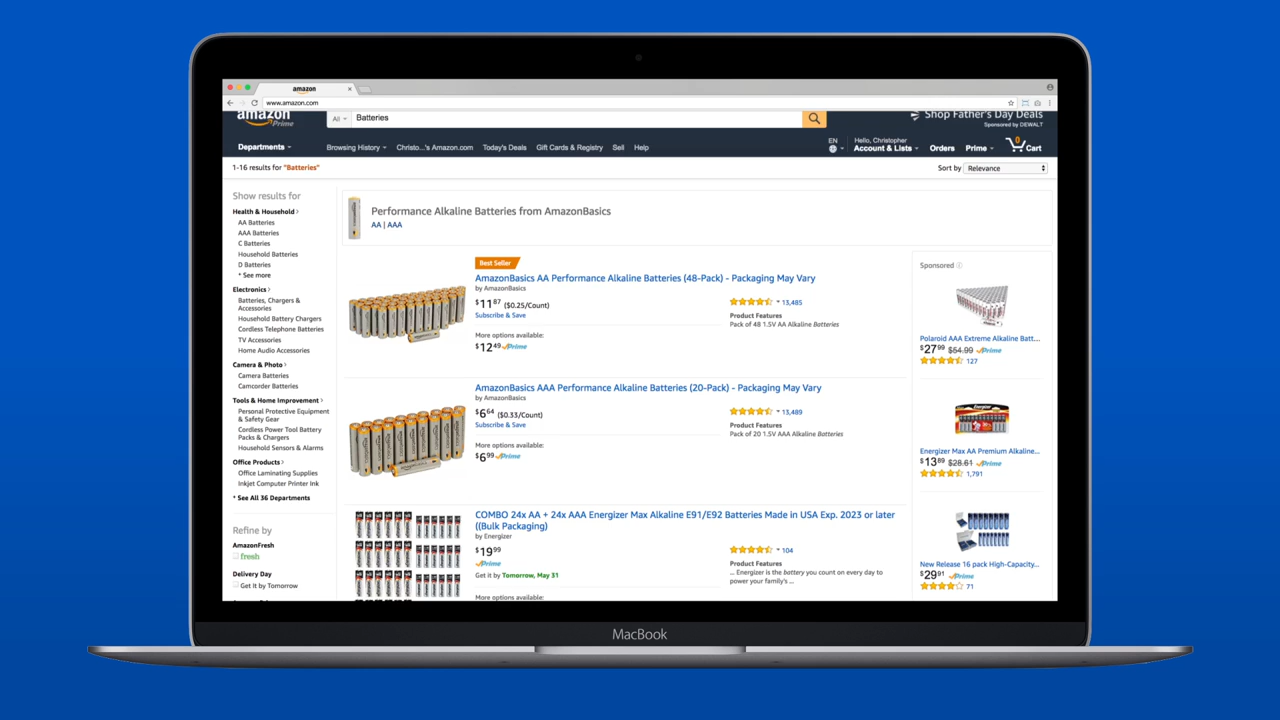 amazon
www.amazon.com
amazon
Prime
All
Batteries
Shop Father's Day Deals
Sponsored by DEWALT
Departments
Browsing History
Christo...'s Amazon.com
Today's Deals
Gift Cards & Registry
Sell
Help
EN
Hello, Christopher
Account & Lists
Orders
Prime
0
Cart
1-16 results for "Batteries"
Sort by Relevance
Show results for
Health & Household
AA Batteries
AAA Batteries
C Batteries
Household Batteries
D Batteries
See more
Electronics
Batteries, Chargers &
Accessories
Household Battery Chargers
Cordless Telephone Batteries
TV Accessories
Home Audio Accessories
Camera & Photo
Camera Batteries
Camcorder Batteries
Tools & Home Improvement
Personal Protective Equipment
& Safety Gear
Cordless Power Tool Battery
Packs & Chargers
Household Sensors & Alarms
Office Products
Office Laminating Supplies
Inkjet Computer Printer Ink
See All 36 Departments
Refine by
AmazonFresh
fresh
Delivery Day
Get It by Tomorrow
Performance Alkaline Batteries from AmazonBasics
AA | AAA
Best Seller
AmazonBasics AA Performance Alkaline Batteries (48-Pack) - Packaging May Vary
by AmazonBasics
$11 87 ($0.25/Count)
Subscribe & Save
More options available:
$12 49 Prime
13,485
Product Features
Pack of 48 1.5V AA Alkaline Batteries
AmazonBasics AAA Performance Alkaline Batteries (20-Pack) - Packaging May Vary
by AmazonBasics
$6 64 ($0.33/Count)
Subscribe & Save
More options available:
$6 99 Prime
13,489
Product Features
Pack of 20 1.5V AAA Alkaline Batteries
COMBO 24x AA + 24x AAA Energizer Max Alkaline E91/E92 Batteries Made in USA Exp. 2023 or later
((Bulk Packaging)
by Energizer
$19 99
Prime
Get it by Tomorrow, May 31
More options available:
104
Product Features
... Energizer is the battery you count on every day to
power your family's ...
Sponsored
Polaroid AAA Extreme Alkaline Batt...
$27 99 $54.99 Prime
127
Energizer Max AA Premium Alkaline...
$13 89 $28.61 Prime
1,791
New Release 16 pack High-Capacity...
$29 91 Prime
71
MacBook